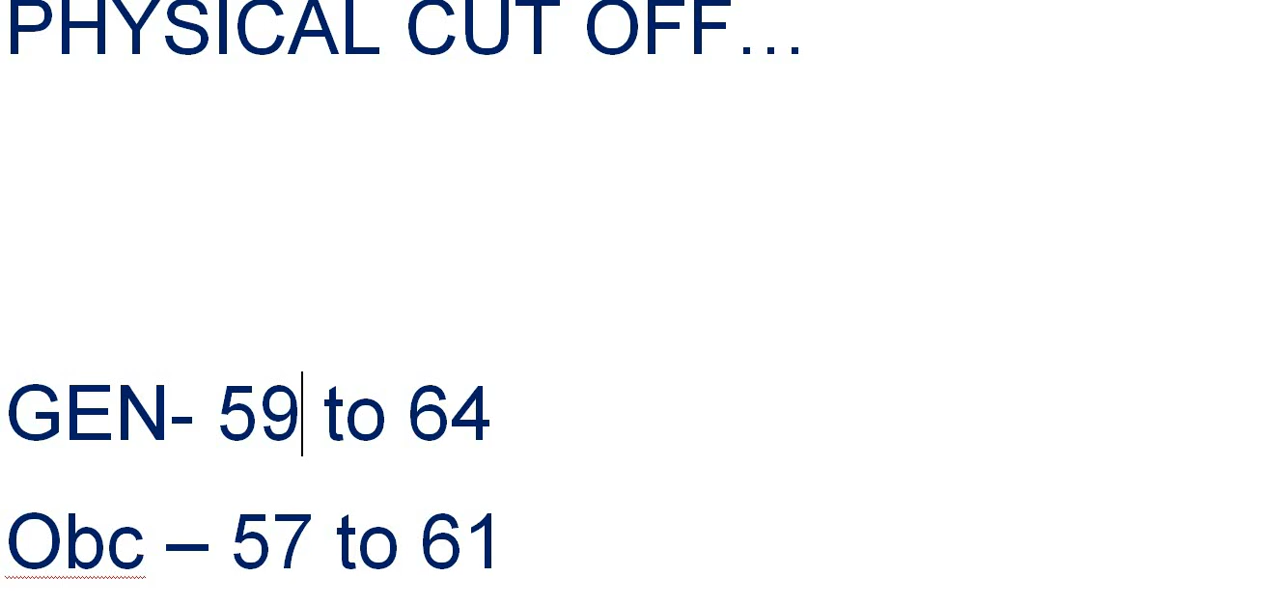 PHYSICAL CUT OFF...
GEN- 59 to 64
Obc – 57 to 61